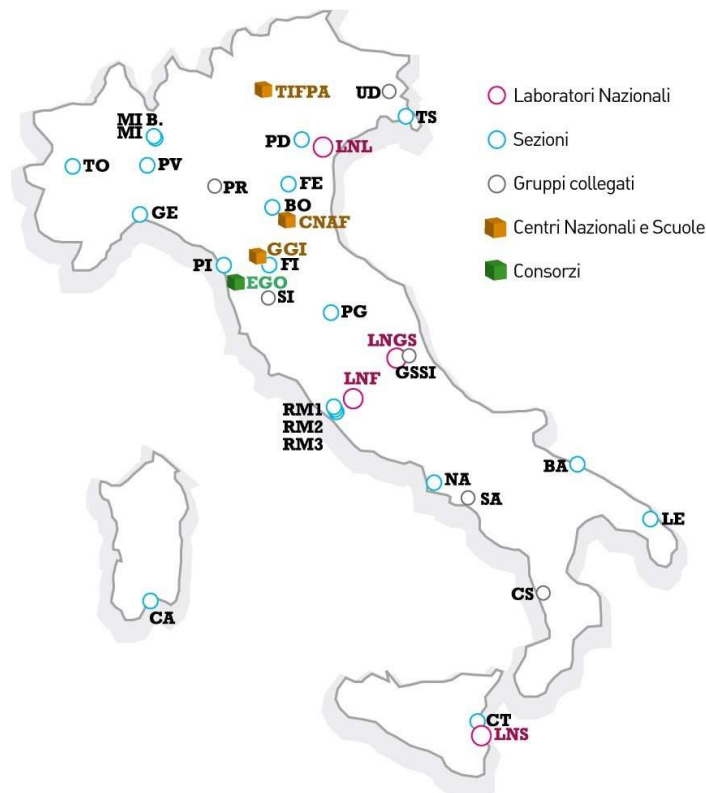 TIFPA
UD
TS
MI B.
MI
PD
LNL
TO
PV
PR
FE
BO
CNAF
GE
GGI
PI
FI
EGO
SI
PG
LNGS
GSSI
LNF
RM1
RM2
RM3
NA
SA
BA
LE
CA
CS
CT
LNS
Laboratori Nazionali
Sezioni
Gruppi collegati
Centri Nazionali e Scuole
Consorzi